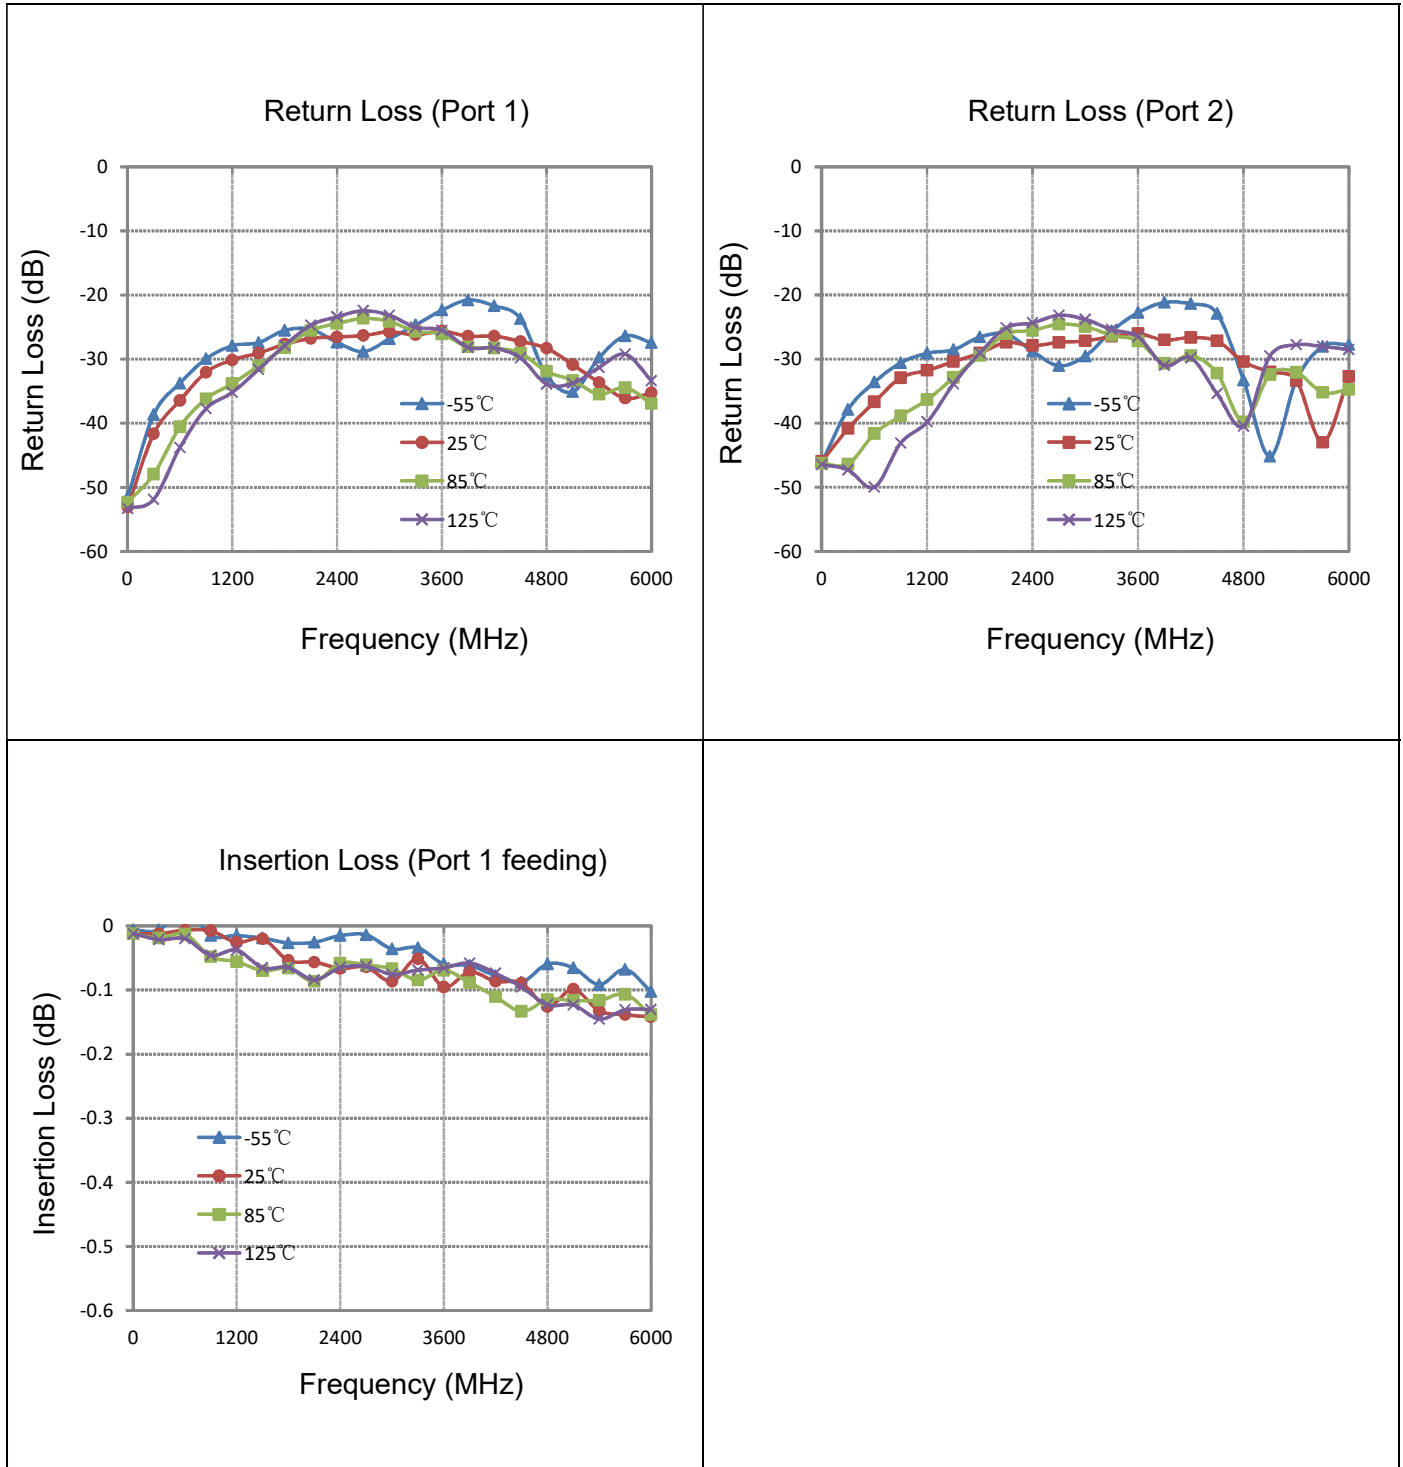 Return Loss (Port 1)
0
-10
-20
-30
-40
-50
-60
Return Loss (dB)
-55℃
25℃
85℃
125℃
0 1200 2400 3600 4800 6000
Frequency (MHz)
Return Loss (Port 2)
0
-10
-20
-30
-40
-50
-60
Return Loss (dB)
-55℃
25℃
85℃
125℃
0 1200 2400 3600 4800 6000
Frequency (MHz)
Insertion Loss (Port 1 feeding)
0
-0.1
-0.2
-0.3
-0.4
-0.5
-0.6
Insertion Loss (dB)
-55℃
25℃
85℃
125℃
0 1200 2400 3600 4800 6000
Frequency (MHz)